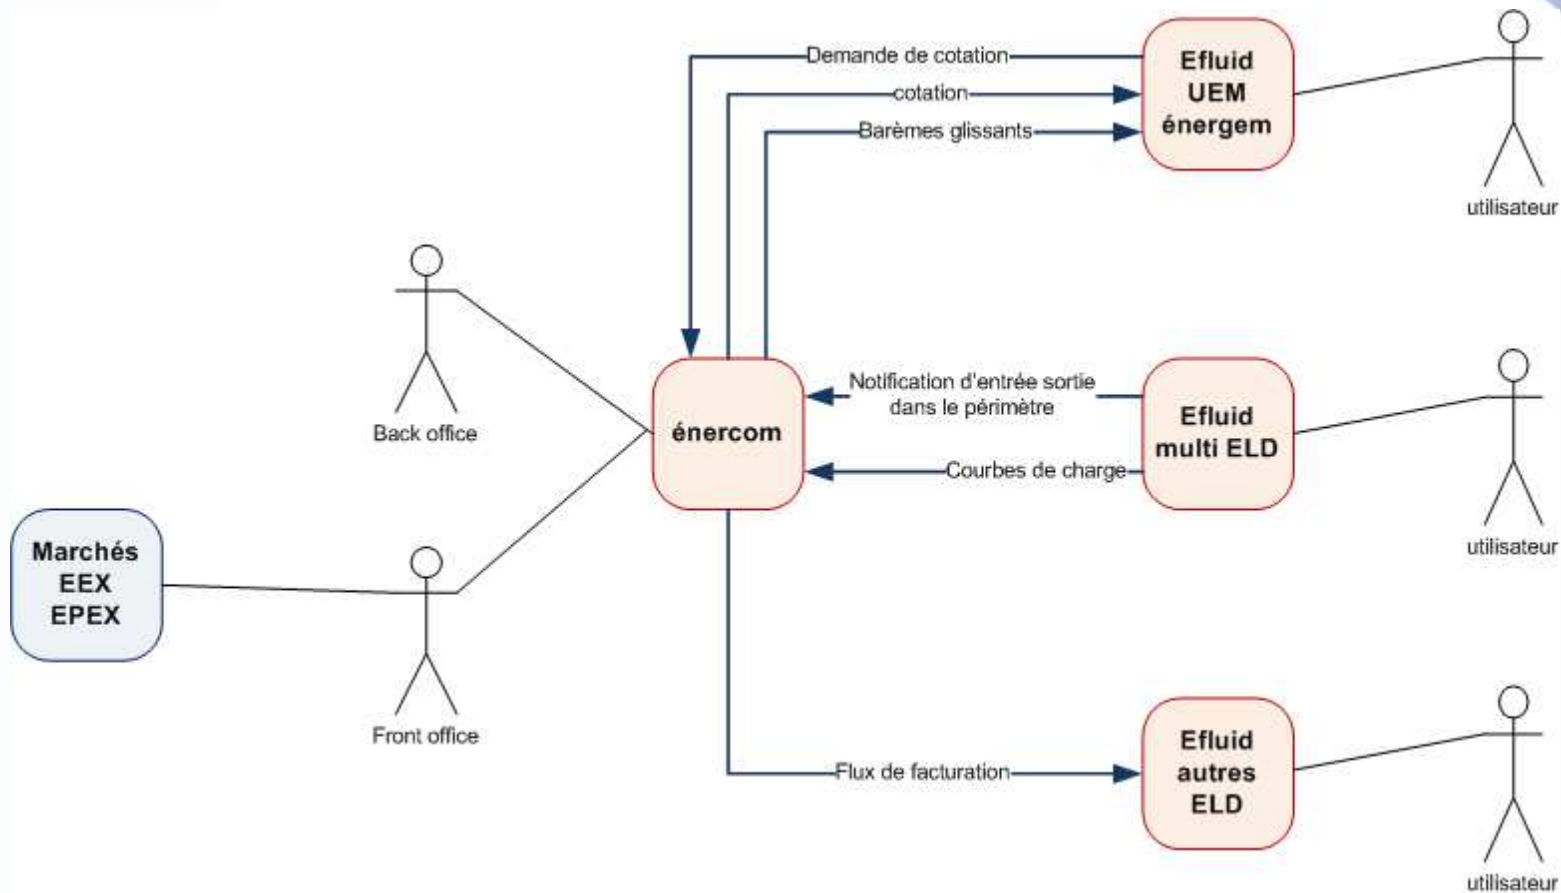 Demande de cotation
cotation
Barèmes glissants
Efluid
UEM
énergem
utilisateur
Back office
énercom
Notification d'entrée sortie
dans le périmètre
Courbes de charge
Efluid
multi ELD
utilisateur
Marchés
EEX
EPEX
Front office
Flux de facturation
Efluid
autres
ELD
utilisateur